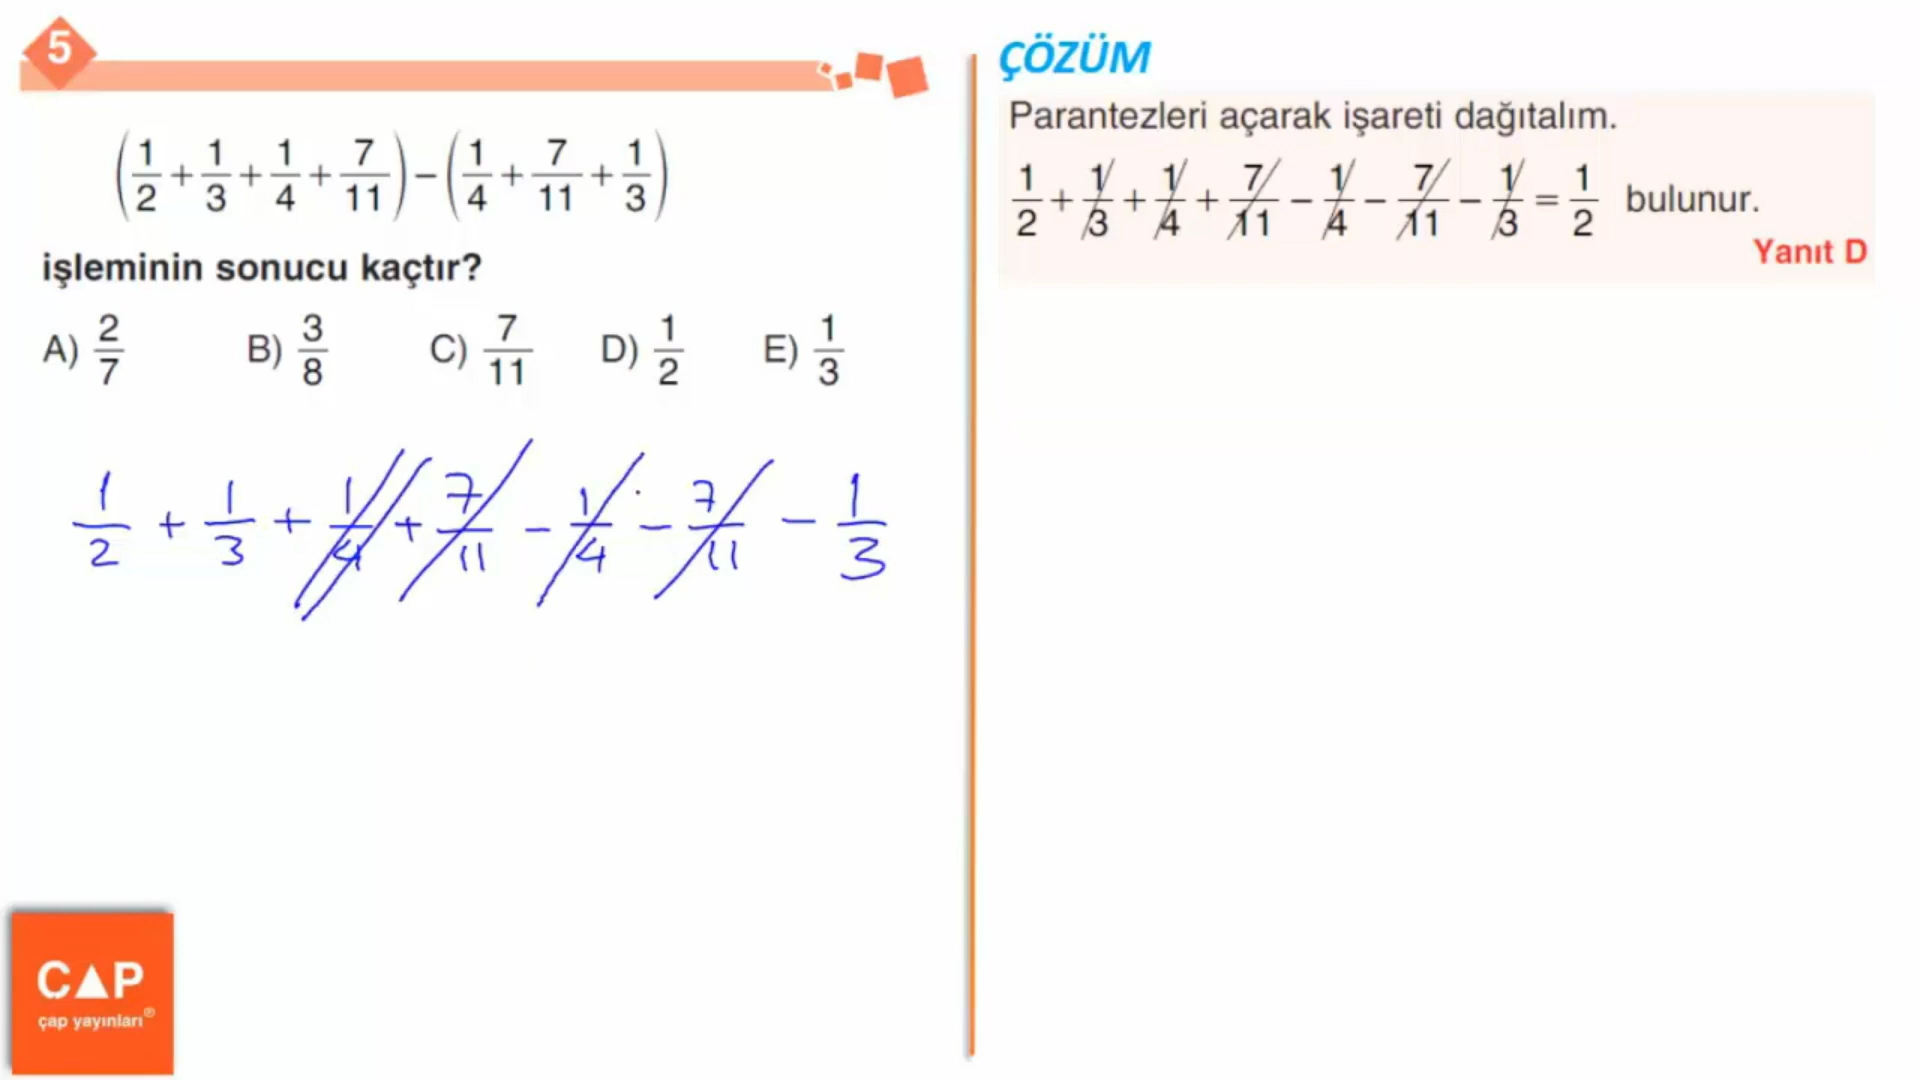 5
(1/2 + 1/3 + 1/4 + 7/11) − (1/4 + 7/11 + 1/3)
işleminin sonucu kaçtır?
A) 2/7 B) 3/8 C) 7/11 D) 1/2 E) 1/3
1/2 + 1/3 + 1/4 + 7/11 − 1/4 − 7/11 − 1/3
ÇAP
çap yayınları®
ÇÖZÜM
Parantezleri açarak işareti dağıtalım.
1/2 + 1/3 + 1/4 + 7/11 − 1/4 − 7/11 − 1/3 = 1/2 bulunur.
Yanıt D